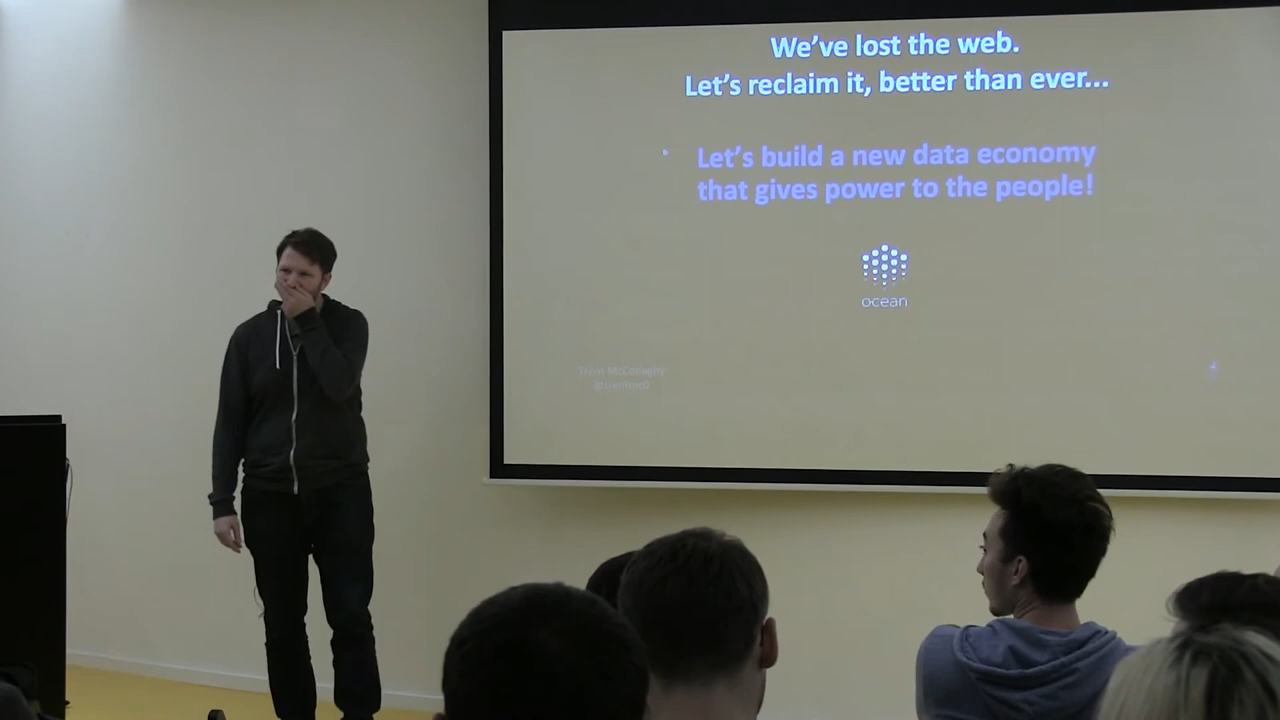 We've lost the web.
Let's reclaim it, better than ever...
Let's build a new data economy
that gives power to the people!
ocean
McConaghy